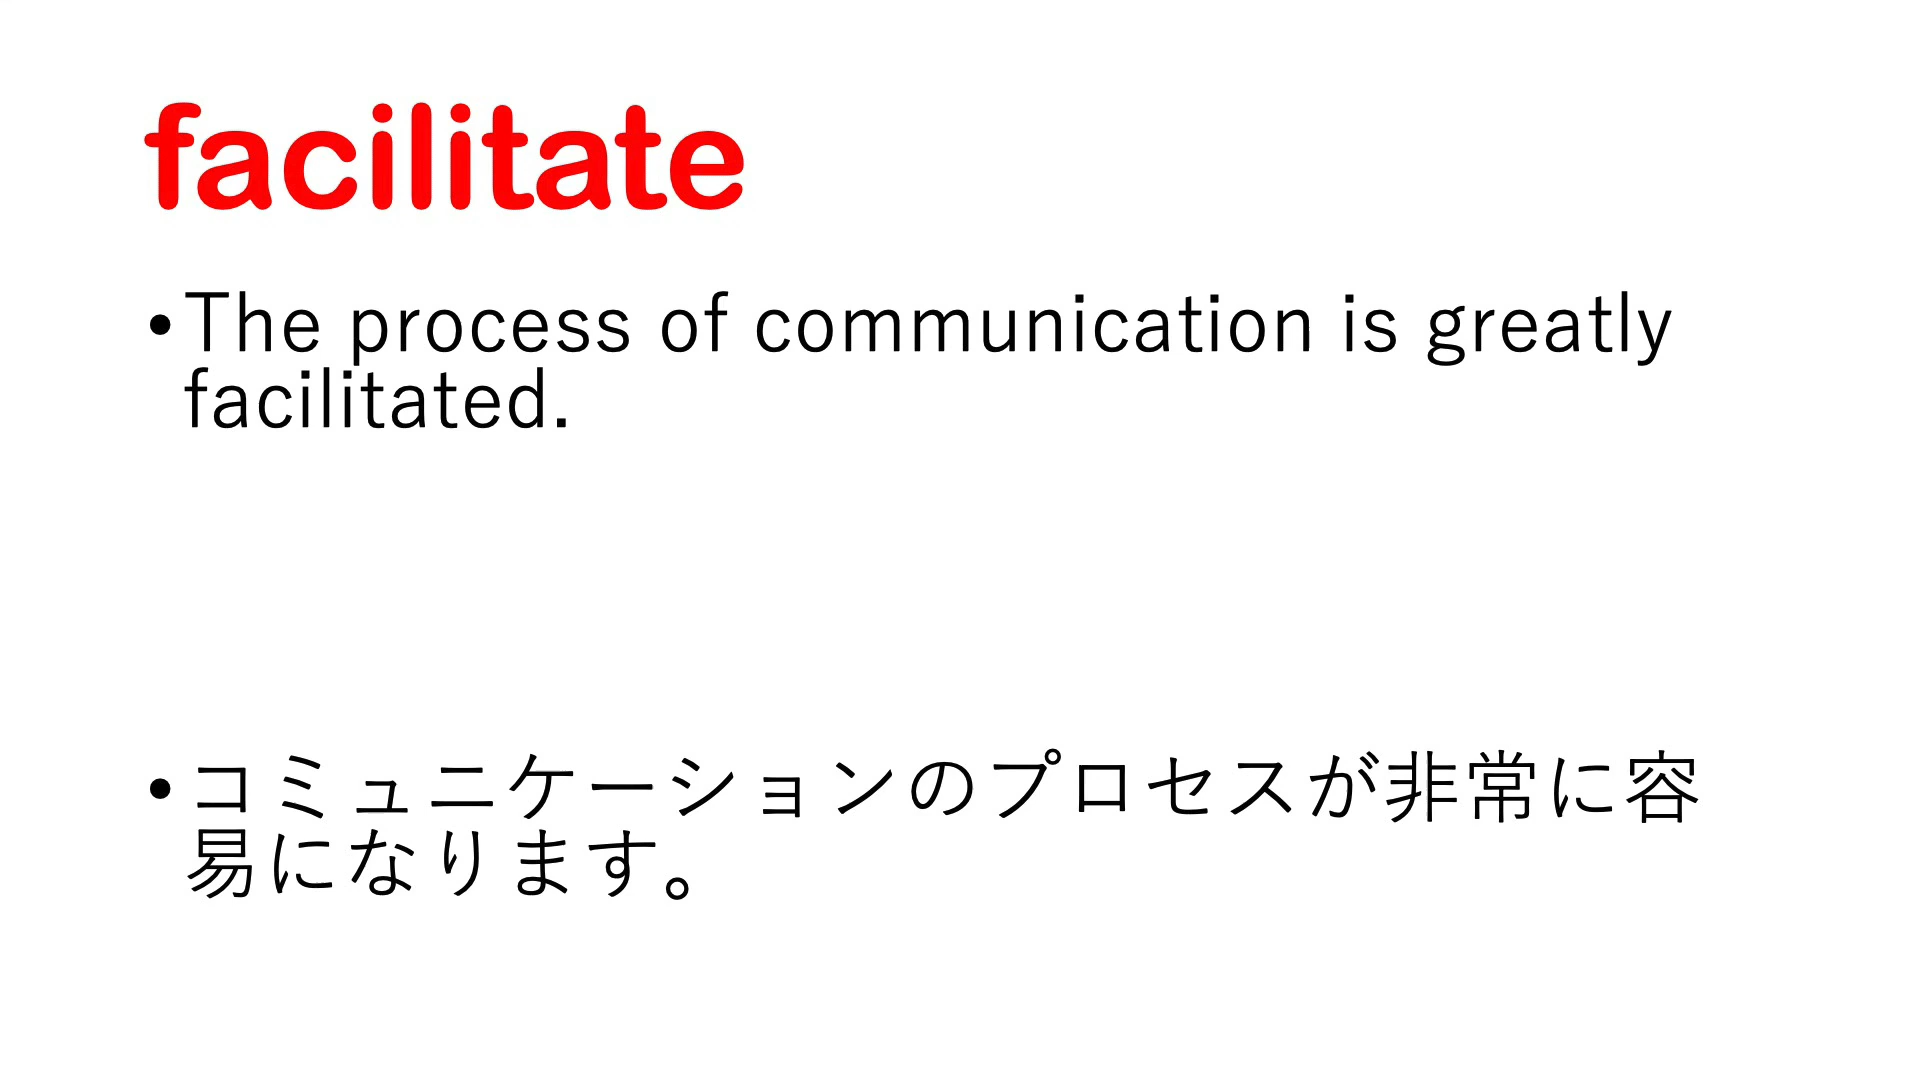 facilitate
•The process of communication is greatly
facilitated.
•コミュニケーションのプロセスが非常に容
易になります。